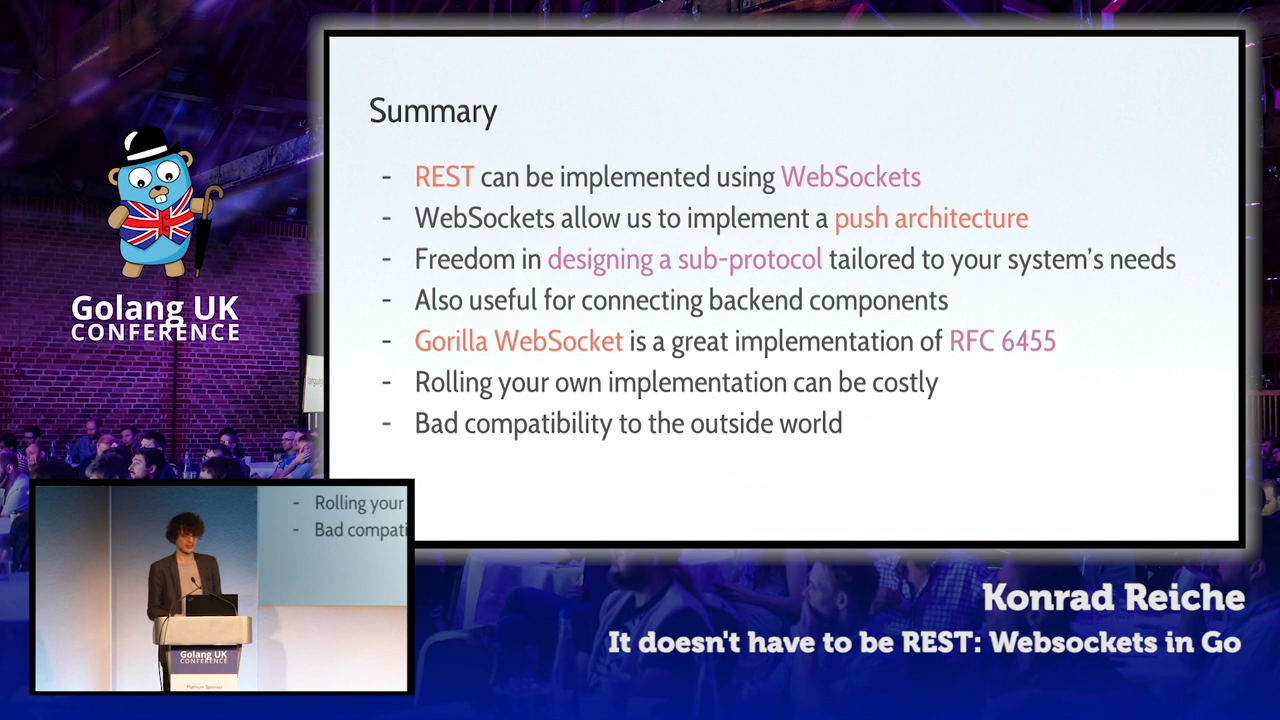 Summary
- REST can be implemented using WebSockets
- WebSockets allow us to implement a push architecture
- Freedom in designing a sub-protocol tailored to your system’s needs
- Also useful for connecting backend components
- Gorilla WebSocket is a great implementation of RFC 6455
- Rolling your own implementation can be costly
- Bad compatibility to the outside world
Golang UK
CONFERENCE
- Rolling your
- Bad compati
Golang UK
CONFERENCE
Platinum Sponsor
Konrad Reiche
It doesn't have to be REST: Websockets in Go